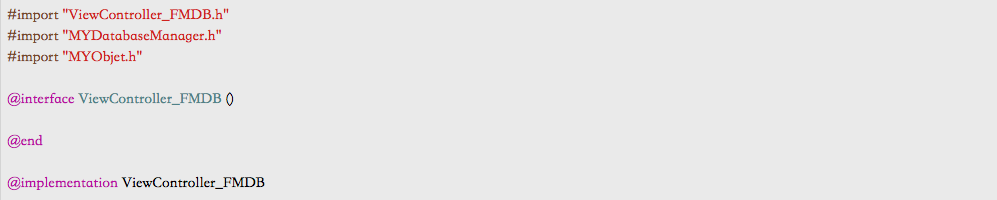 #import "ViewController_FMDB.h"
#import "MYDatabaseManager.h"
#import "MYObjet.h"
@interface ViewController_FMDB ()
@end
@implementation ViewController_FMDB